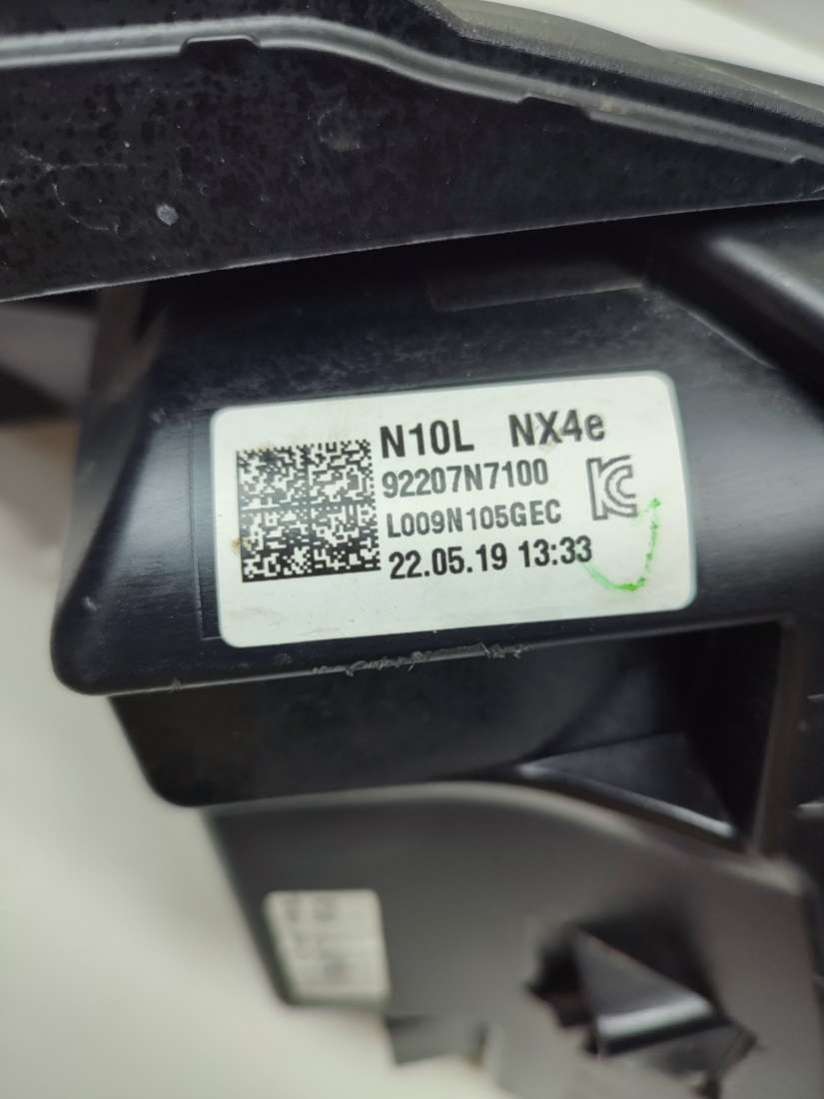 N10L NX4e
92207N7100
L009N105GEC
22.05.19 13:33